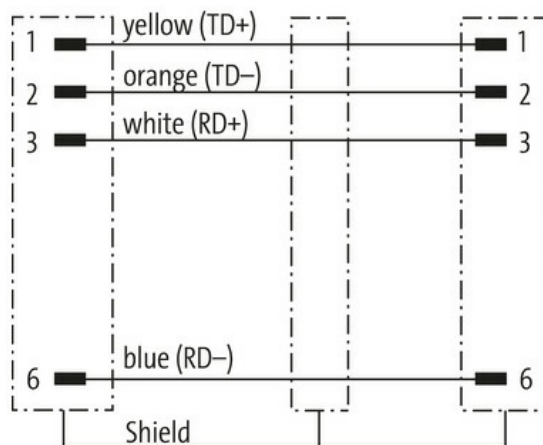 1 yellow (TD+) 1
2 orange (TD–) 2
3 white (RD+) 3
6 blue (RD–) 6
Shield